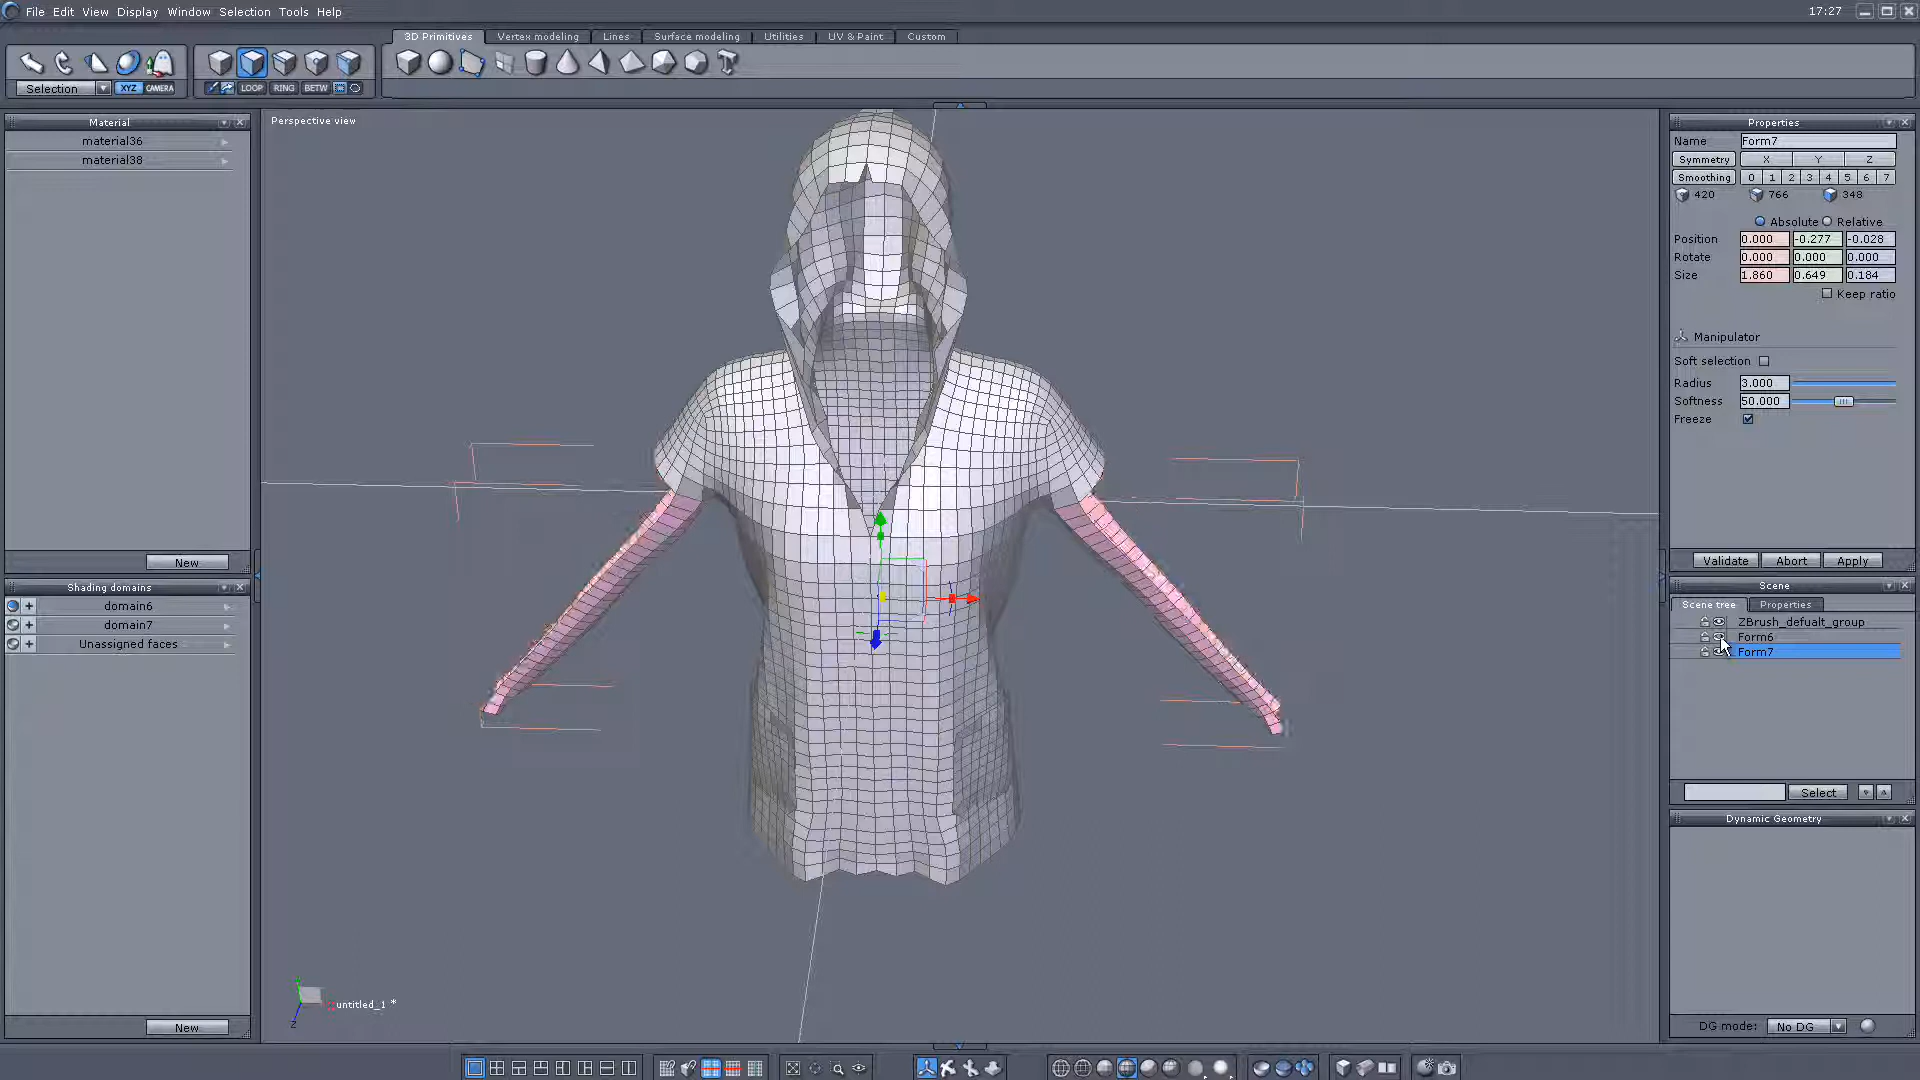 File Edit View Display Window Selection Tools Help
17:27
3D Primitives Vertex modeling Lines Surface modeling Utilities UV & Paint Custom
Selection XYZ CAMERA LOOP RING BETW
Material
material36
material38
New
Shading domains
domain6
domain7
Unassigned faces
New
Perspective view
Z
untitled_1 *
Properties
Name Form7
Symmetry X Y Z
Smoothing 0 1 2 3 4 5 6 7
420 766 348
Absolute Relative
Position 0.000 -0.277 -0.028
Rotate 0.000 0.000 0.000
Size 1.860 0.649 0.184
Keep ratio
Manipulator
Soft selection
Radius 3.000
Softness 50.000
Freeze
Validate Abort Apply
Scene
Scene tree Properties
ZBrush_defualt_group
Form6
Form7
Select
Dynamic Geometry
DG mode: No DG